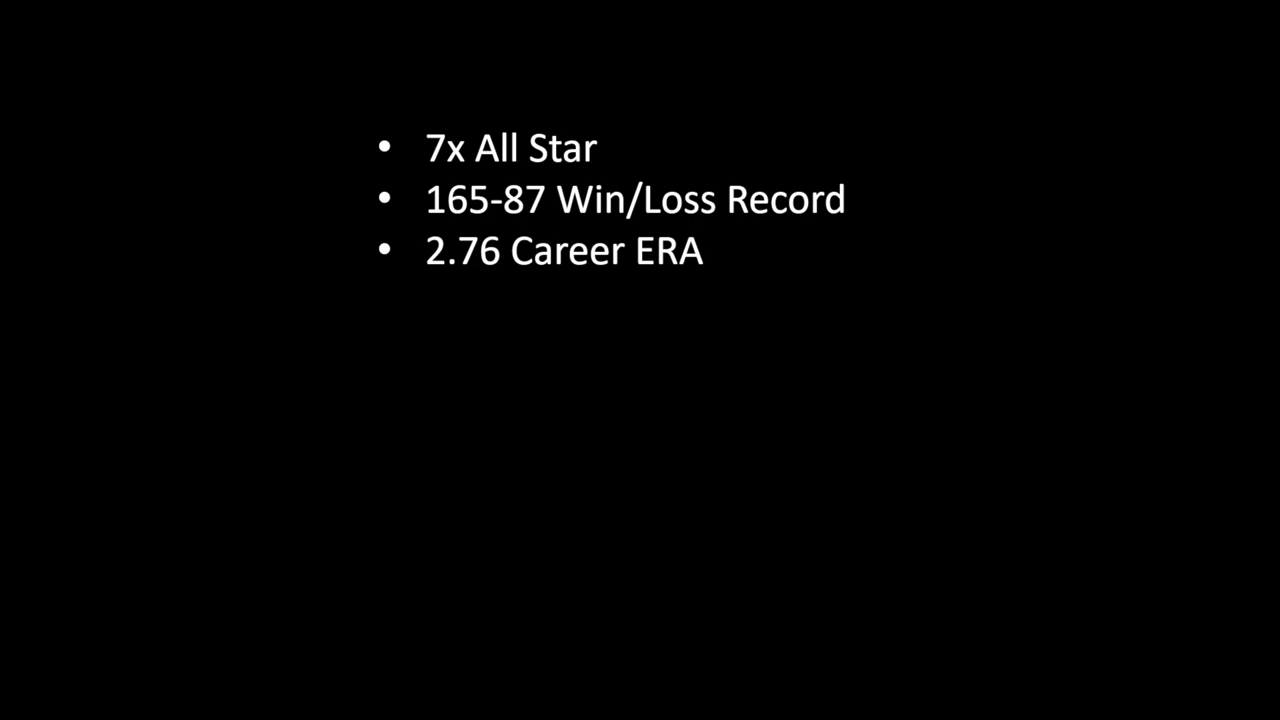 • 7x All Star
• 165-87 Win/Loss Record
• 2.76 Career ERA